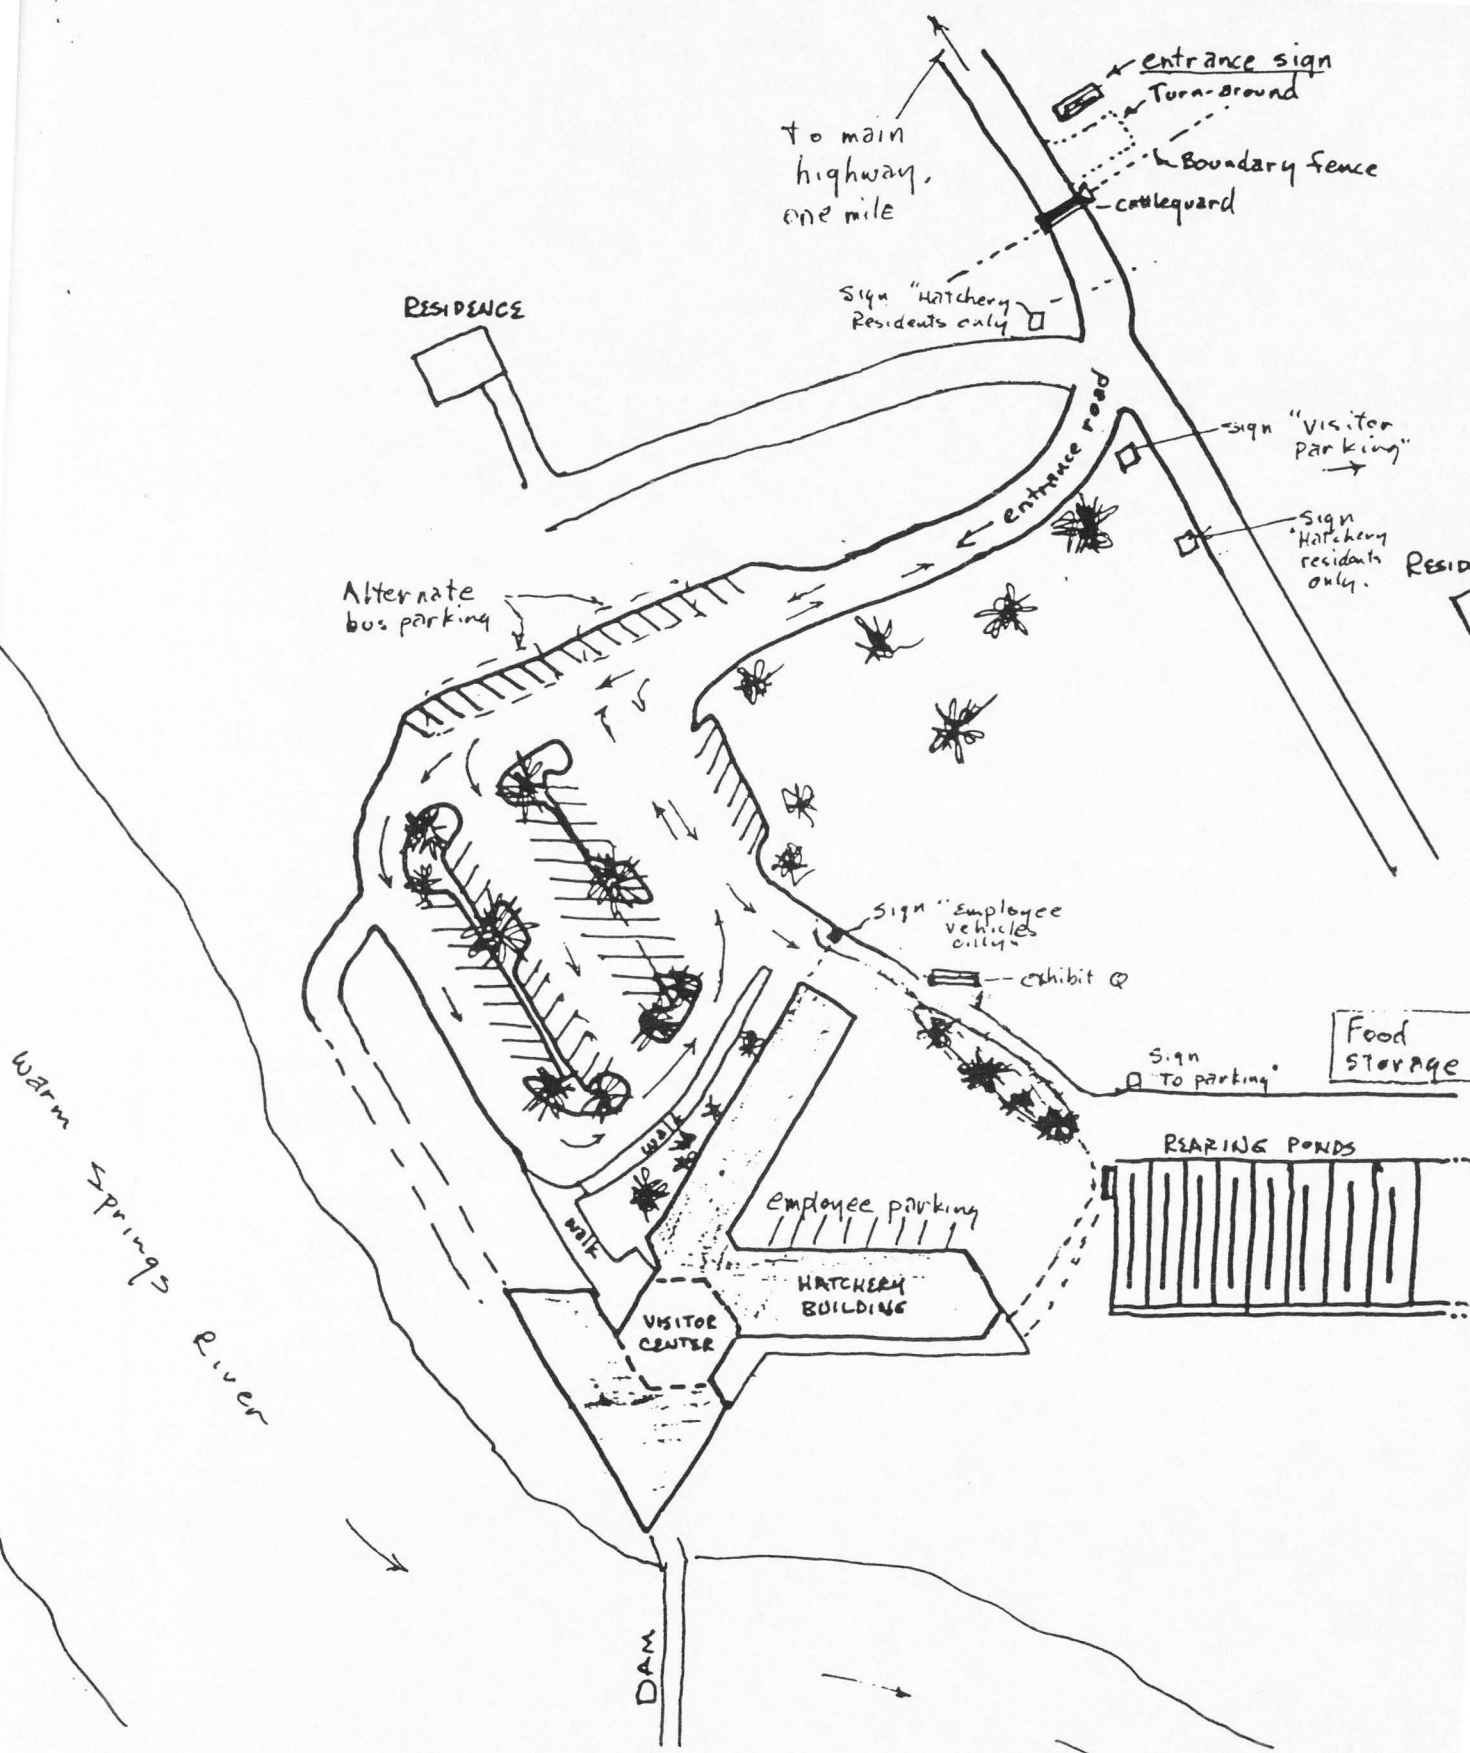 entrance sign
Turn-around
to main
highway,
one mile
Boundary fence
cattleguard
Sign "Hatchery
Residents only
RESIDENCE
entrance road
sign "Visitor
Parking"
Sign
"Hatchery
residents
only.
RESID
Alternate
bus parking
Sign "Employee
vehicles
only"
exhibit Q
Food
Storage
Sign
"To parking"
REARING PONDS
walk
employee parking
walk
HATCHERY
BUILDING
VISITOR
CENTER
Warm
Springs
River
DAM